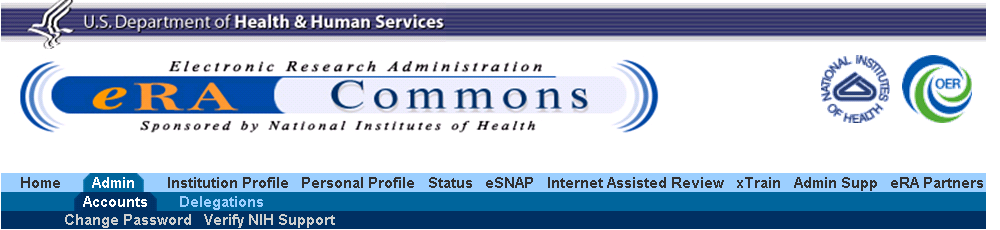 U.S. Department of Health & Human Services
Electronic Research Administration
eRA Commons
Sponsored by National Institutes of Health
NATIONAL INSTITUTES OF HEALTH
OER
Home Admin Institution Profile Personal Profile Status eSNAP Internet Assisted Review xTrain Admin Supp eRA Partners
Accounts Delegations
Change Password Verify NIH Support